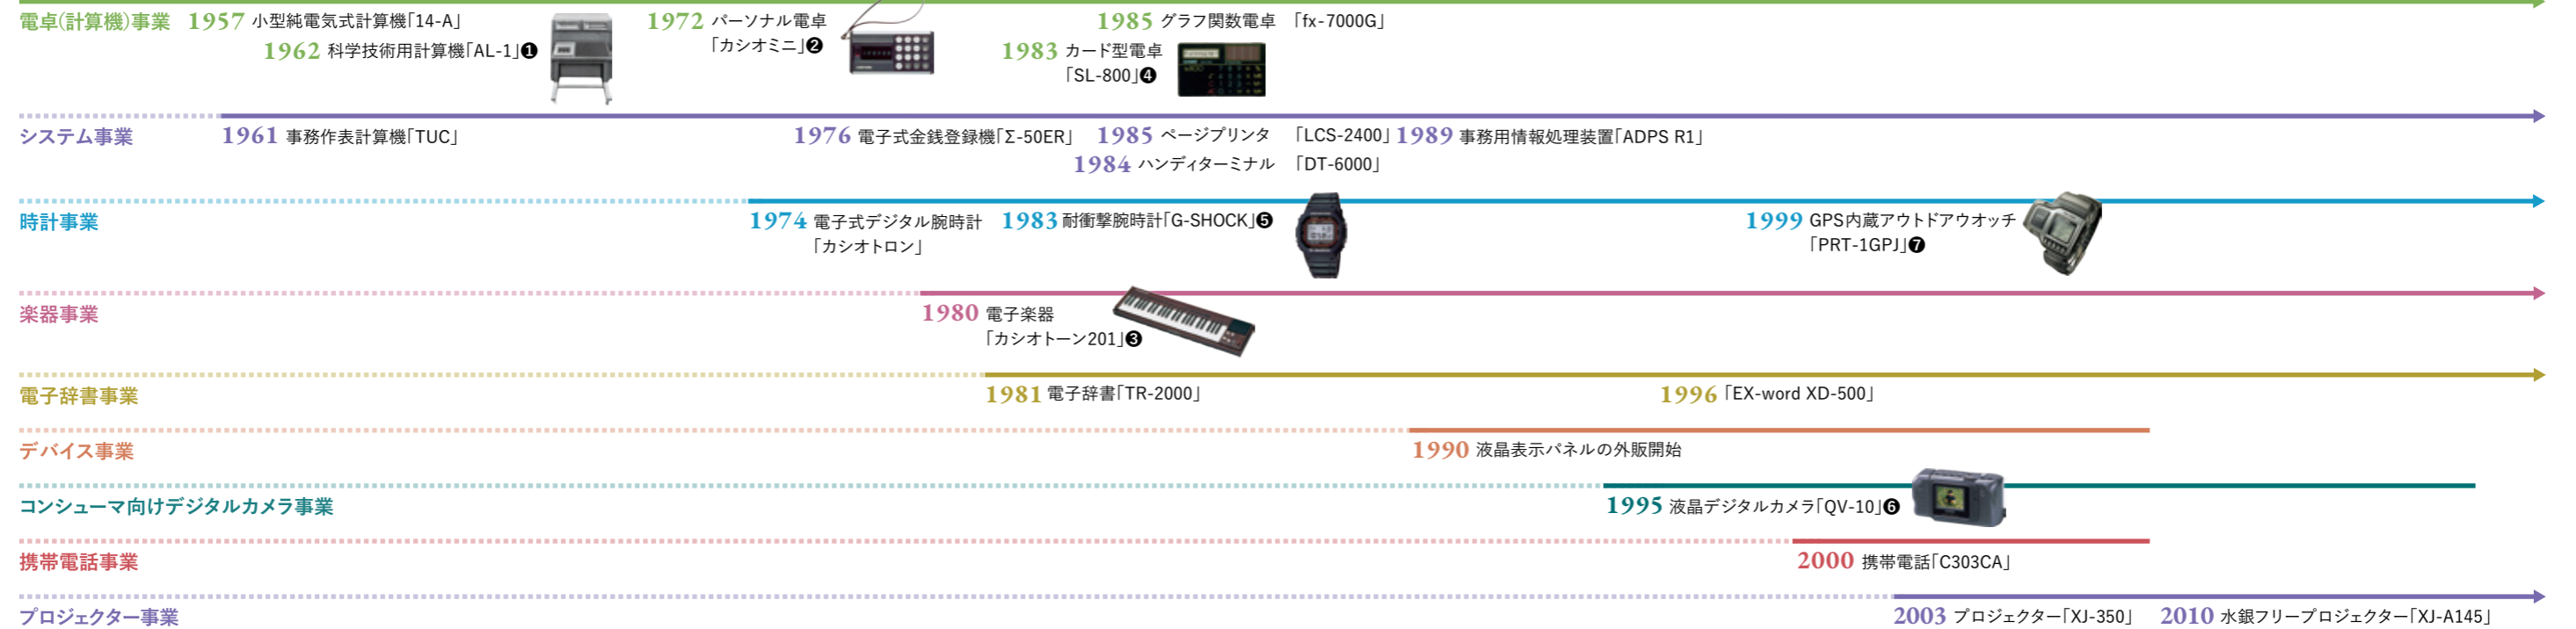 電卓(計算機)事業 1957 小型純電気式計算機「14-A」 1972 パーソナル電卓 1985 グラフ関数電卓 「fx-7000G」
1962 科学技術用計算機「AL-1」❶ 「カシオミニ」❷ 1983 カード型電卓
「SL-800」❹
システム事業 1961 事務作表計算機「TUC」 1976 電子式金銭登録機「Σ-50ER」 1985 ページプリンタ 「LCS-2400」 1989 事務用情報処理装置「ADPS R1」
1984 ハンディターミナル 「DT-6000」
時計事業 1974 電子式デジタル腕時計 1983 耐衝撃腕時計「G-SHOCK」❺ 1999 GPS内蔵アウトドアウオッチ
「カシオトロン」 「PRT-1GPJ」❼
楽器事業 1980 電子楽器
「カシオトーン201」❸
電子辞書事業 1981 電子辞書「TR-2000」 1996 「EX-word XD-500」
デバイス事業 1990 液晶表示パネルの外販開始
コンシューマ向けデジタルカメラ事業 1995 液晶デジタルカメラ「QV-10」❻
携帯電話事業 2000 携帯電話「C303CA」
プロジェクター事業 2003 プロジェクター「XJ-350」 2010 水銀フリープロジェクター「XJ-A145」